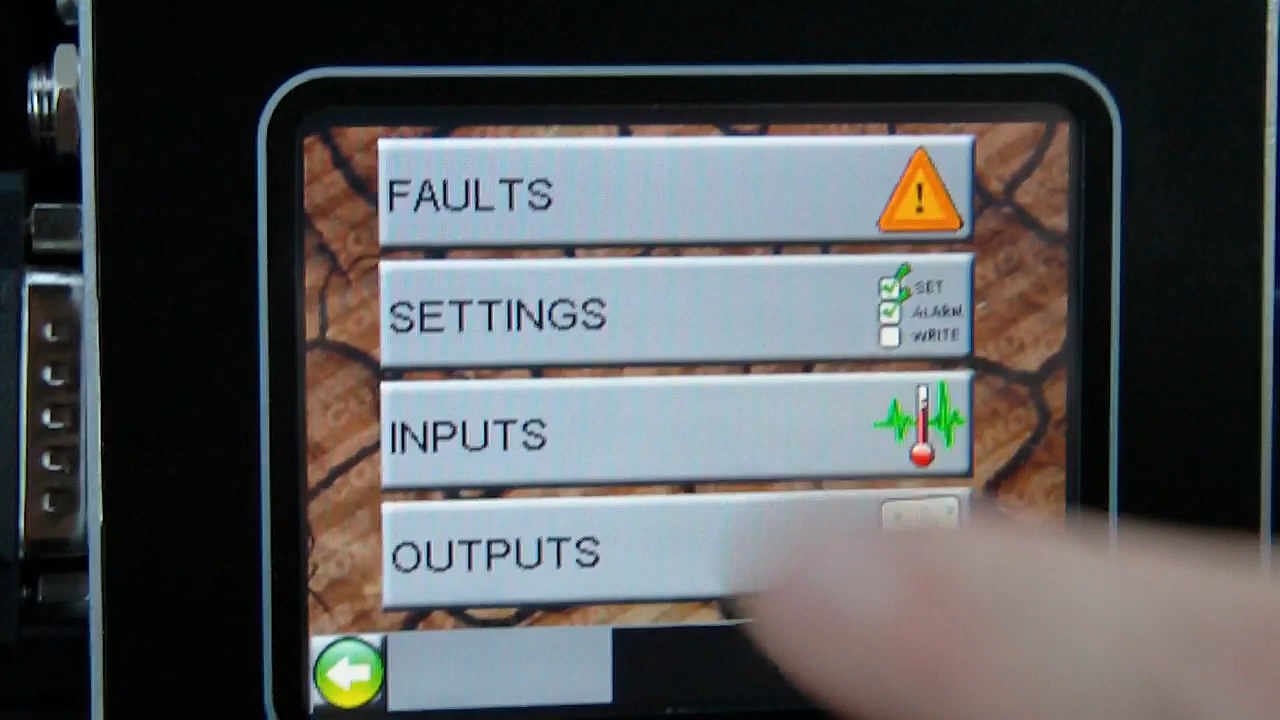 FAULTS
SETTINGS
SET
ALARM
WRITE
INPUTS
OUTPUTS